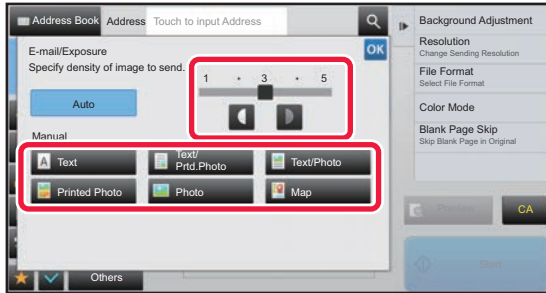 Address Book Address Touch to input Address
E-mail/Exposure
OK
Specify density of image to send.
1 • 3 • 5
Auto
Manual
Text
Text/
Prtd.Photo
Text/Photo
Printed Photo
Photo
Map
Others
Background Adjustment
Resolution
Change Sending Resolution
File Format
Select File Format
Color Mode
Blank Page Skip
Skip Blank Page in Original
Preview
CA
Start